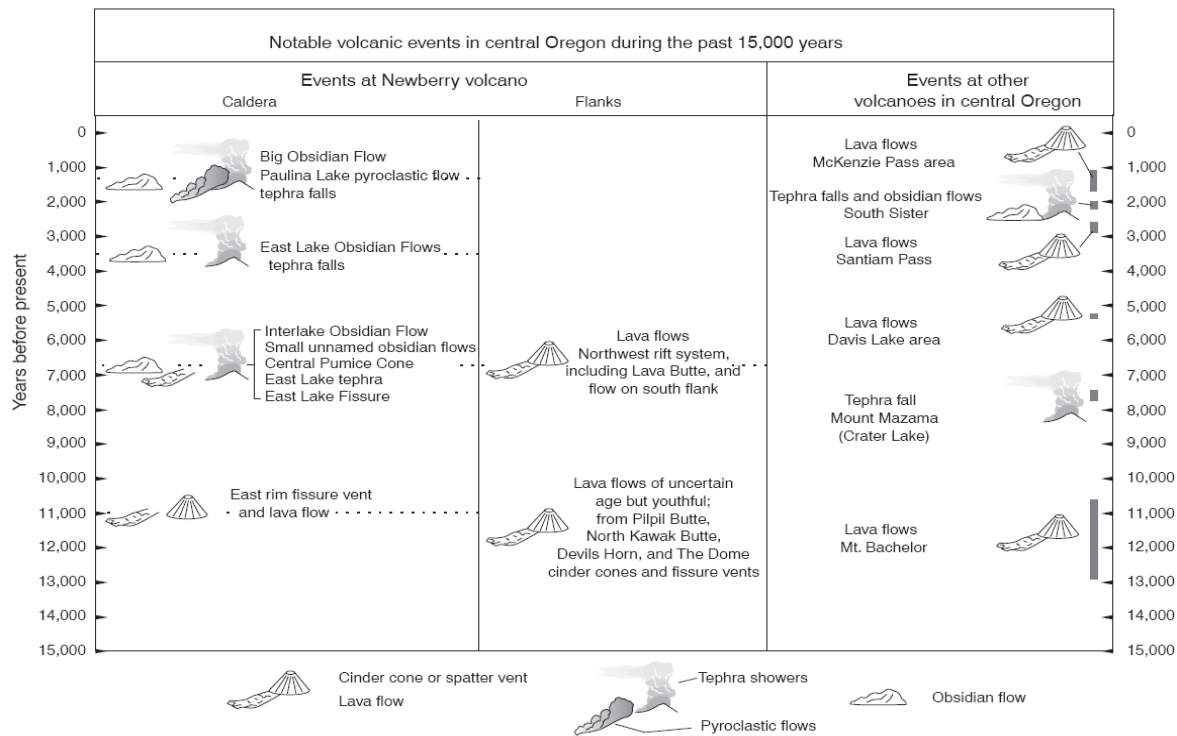 Notable volcanic events in central Oregon during the past 15,000 years
Events at Newberry volcano
Caldera
Flanks
Events at other
volcanoes in central Oregon
Years before present
0
1,000
2,000
3,000
4,000
5,000
6,000
7,000
8,000
9,000
10,000
11,000
12,000
13,000
14,000
15,000
Big Obsidian Flow
Paulina Lake pyroclastic flow
tephra falls
East Lake Obsidian Flows
tephra falls
Interlake Obsidian Flow
Small unnamed obsidian flows
Central Pumice Cone
East Lake tephra
East Lake Fissure
East rim fissure vent
and lava flow
Lava flows
Northwest rift system,
including Lava Butte, and
flow on south flank
Lava flows of uncertain
age but youthful;
from Pilpil Butte,
North Kawak Butte,
Devils Horn, and The Dome
cinder cones and fissure vents
Lava flows
McKenzie Pass area
Tephra falls and obsidian flows
South Sister
Lava flows
Santiam Pass
Lava flows
Davis Lake area
Tephra fall
Mount Mazama
(Crater Lake)
Lava flows
Mt. Bachelor
0
1,000
2,000
3,000
4,000
5,000
6,000
7,000
8,000
9,000
10,000
11,000
12,000
13,000
14,000
15,000
Cinder cone or spatter vent
Lava flow
Tephra showers
Pyroclastic flows
Obsidian flow